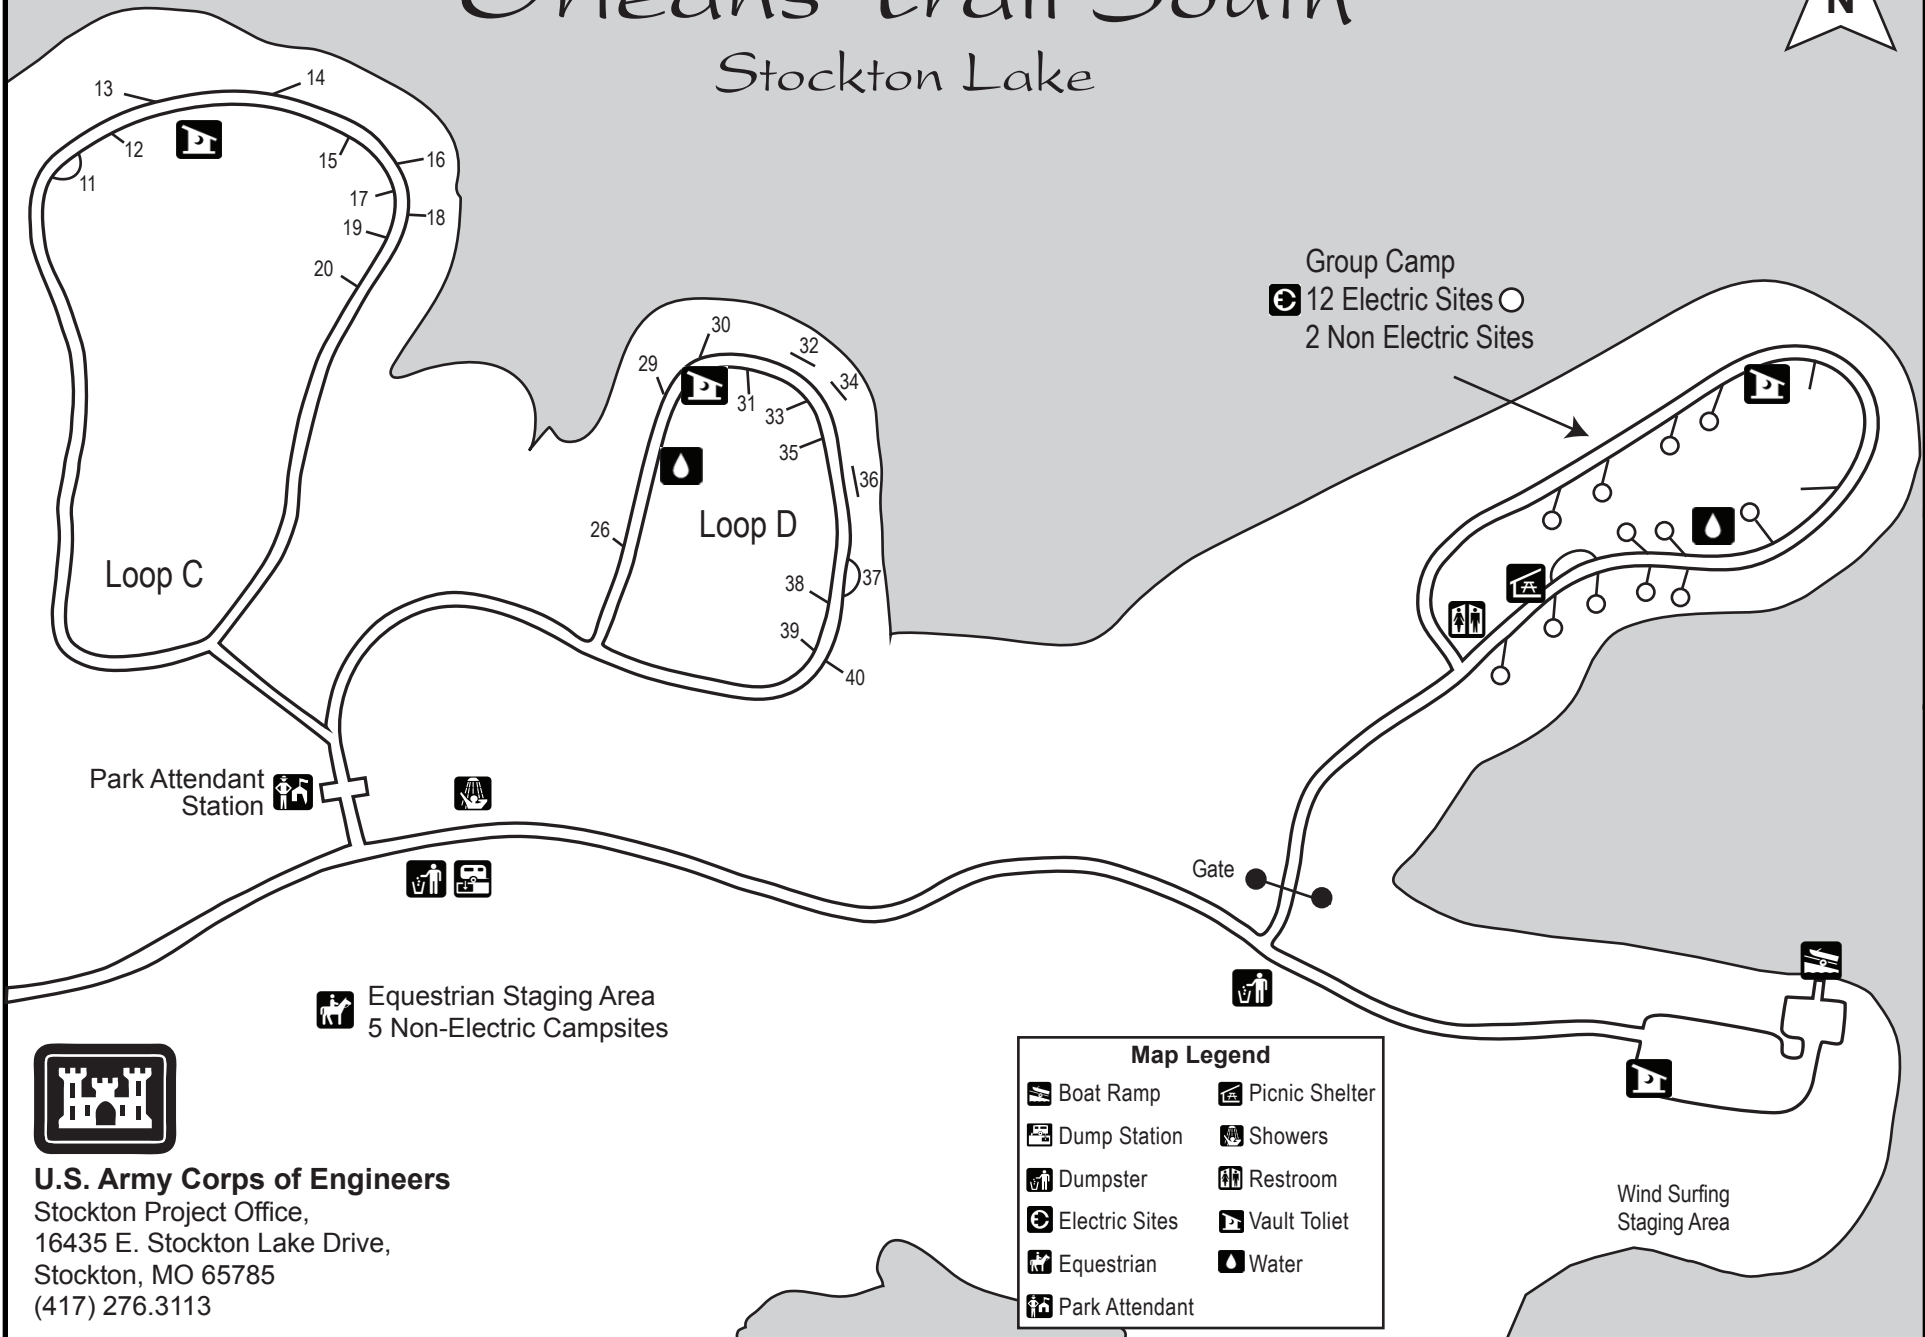 Orleans Trail South
Stockton Lake
N
13
14
12
15
16
11
17
18
19
20
Loop C
Group Camp
12 Electric Sites
2 Non Electric Sites
30
32
29
34
31
33
35
36
26
Loop D
37
38
39
40
Park Attendant
Station
Gate
Equestrian Staging Area
5 Non-Electric Campsites
Map Legend
Boat Ramp
Picnic Shelter
Dump Station
Showers
Dumpster
Restroom
Electric Sites
Vault Toliet
Equestrian
Water
Park Attendant
Wind Surfing
Staging Area
U.S. Army Corps of Engineers
Stockton Project Office,
16435 E. Stockton Lake Drive,
Stockton, MO 65785
(417) 276.3113